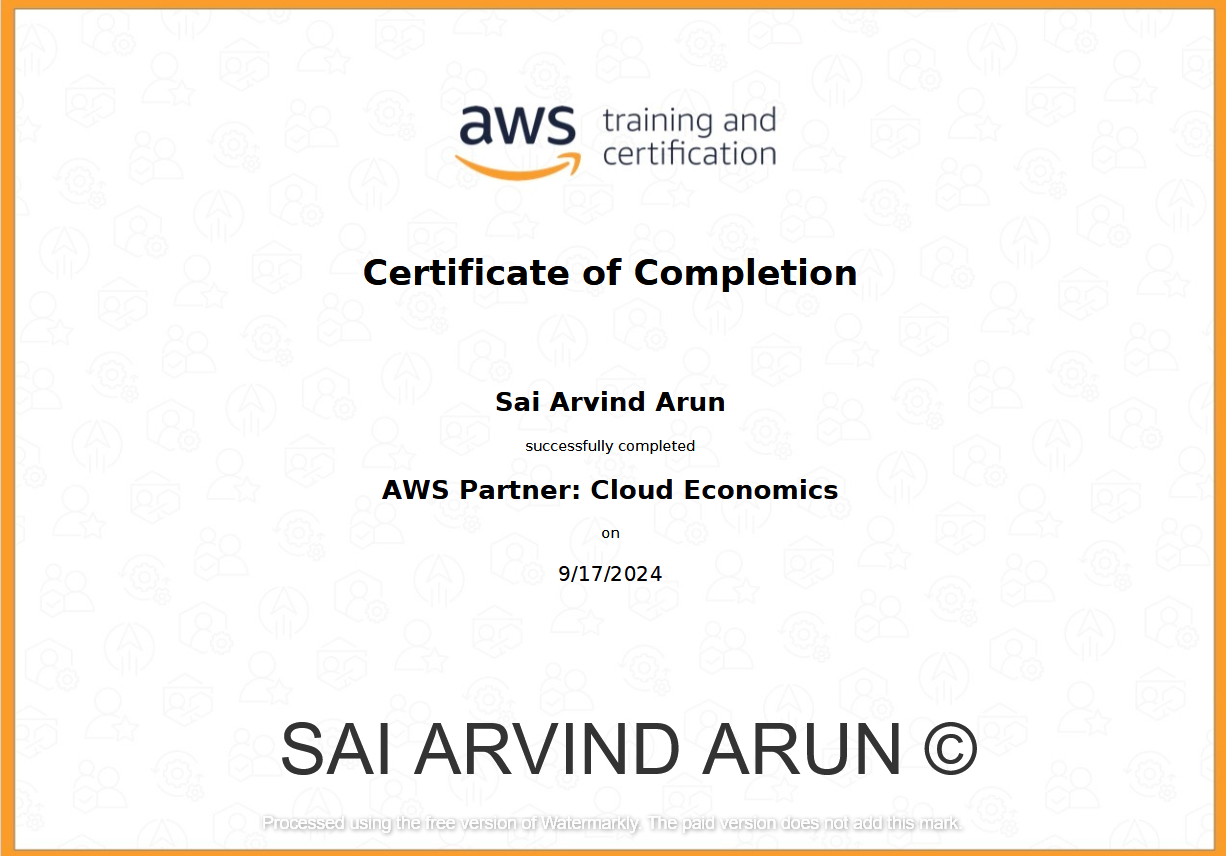 aws training and
certification
Certificate of Completion
Sai Arvind Arun
successfully completed
AWS Partner: Cloud Economics
on
9/17/2024
SAI ARVIND ARUN ©
Processed using the free version of Watermarkly. The paid version does not add this mark.